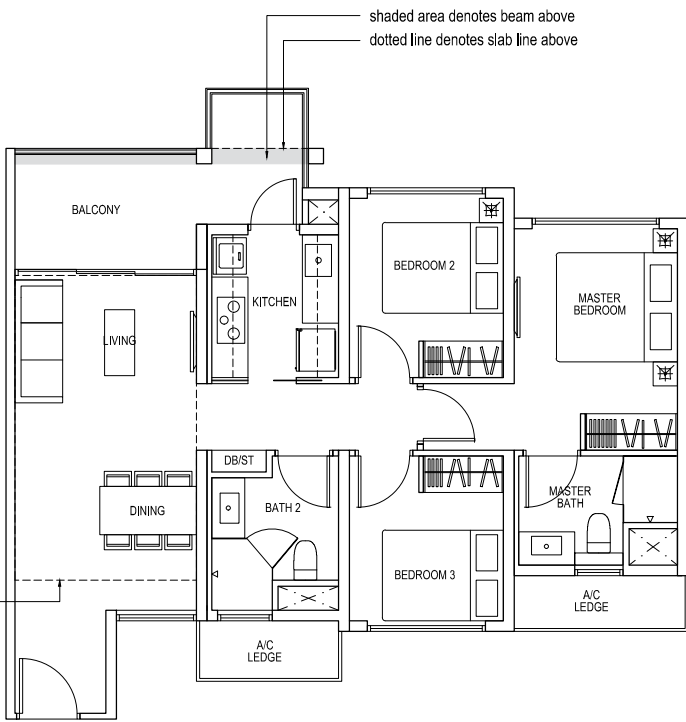 shaded area denotes beam above
dotted line denotes slab line above
BALCONY
BEDROOM 2
MASTER
BEDROOM
KITCHEN
LIVING
DB/ST
BATH 2
MASTER
BATH
DINING
BEDROOM 3
A/C
LEDGE
A/C
LEDGE